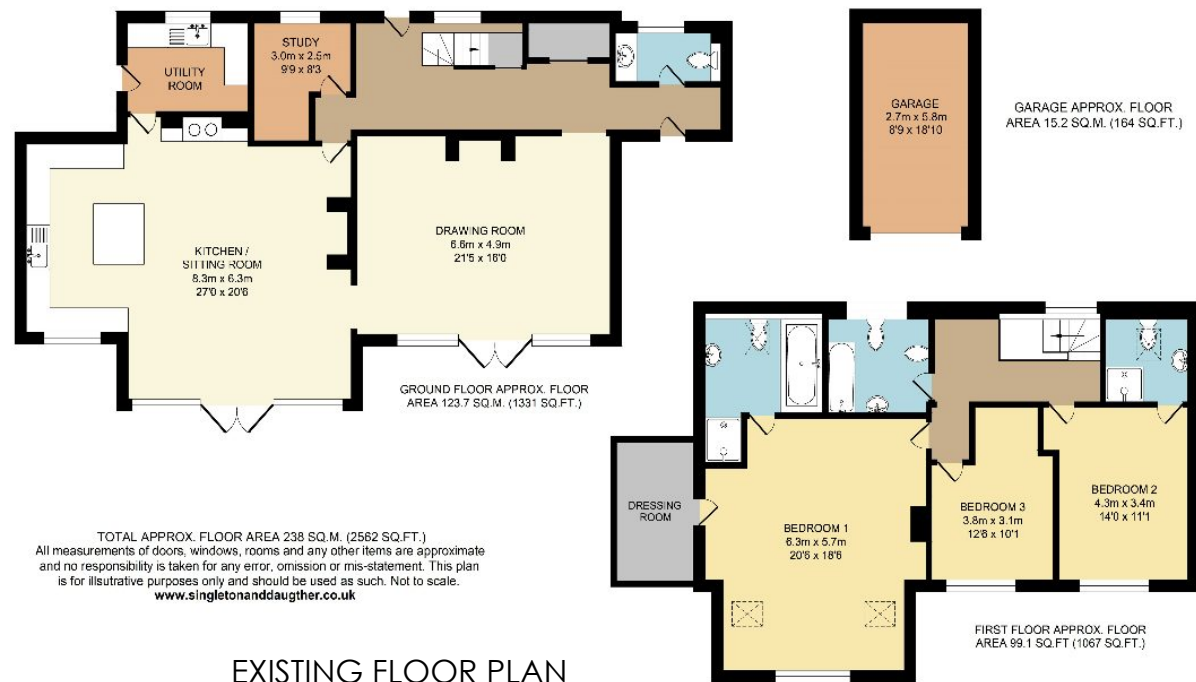 UTILITY
ROOM
STUDY
3.0m x 2.5m
9'9 x 8'3
KITCHEN /
SITTING ROOM
8.3m x 6.3m
27'0 x 20'6
DRAWING ROOM
6.6m x 4.9m
21'5 x 16'0
GROUND FLOOR APPROX. FLOOR
AREA 123.7 SQ.M. (1331 SQ.FT.)
GARAGE
2.7m x 5.8m
8'9 x 18'10
GARAGE APPROX. FLOOR
AREA 15.2 SQ.M. (164 SQ.FT.)
DRESSING
ROOM
BEDROOM 1
6.3m x 5.7m
20'6 x 18'6
BEDROOM 3
3.8m x 3.1m
12'6 x 10'1
BEDROOM 2
4.3m x 3.4m
14'0 x 11'1
FIRST FLOOR APPROX. FLOOR
AREA 99.1 SQ.FT (1067 SQ.FT.)
TOTAL APPROX. FLOOR AREA 238 SQ.M. (2562 SQ.FT.)
All measurements of doors, windows, rooms and any other items are approximate
and no responsibility is taken for any error, omission or mis-statement. This plan
is for illsutrative purposes only and should be used as such. Not to scale.
www.singletonanddaugther.co.uk
EXISTING FLOOR PLAN